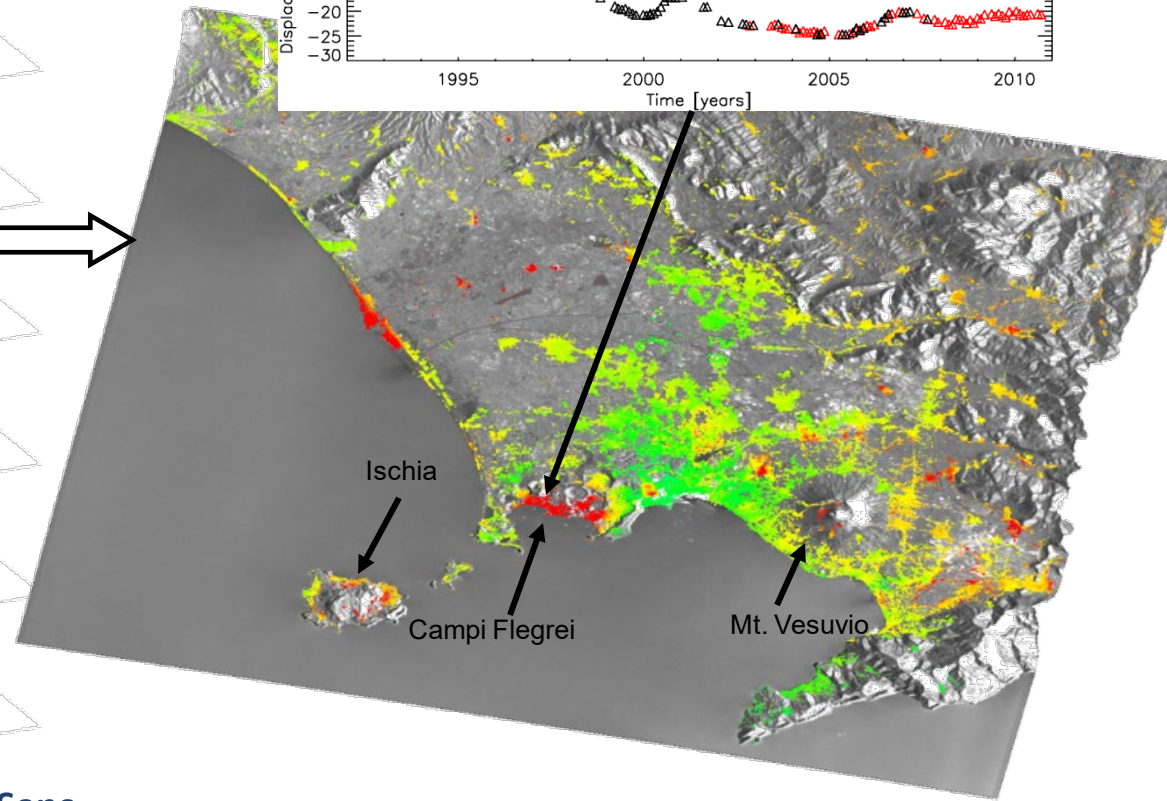 Displac
-20
-25
-30
1995 2000 2005 2010
Time [years]
Ischia
Campi Flegrei
Mt. Vesuvio